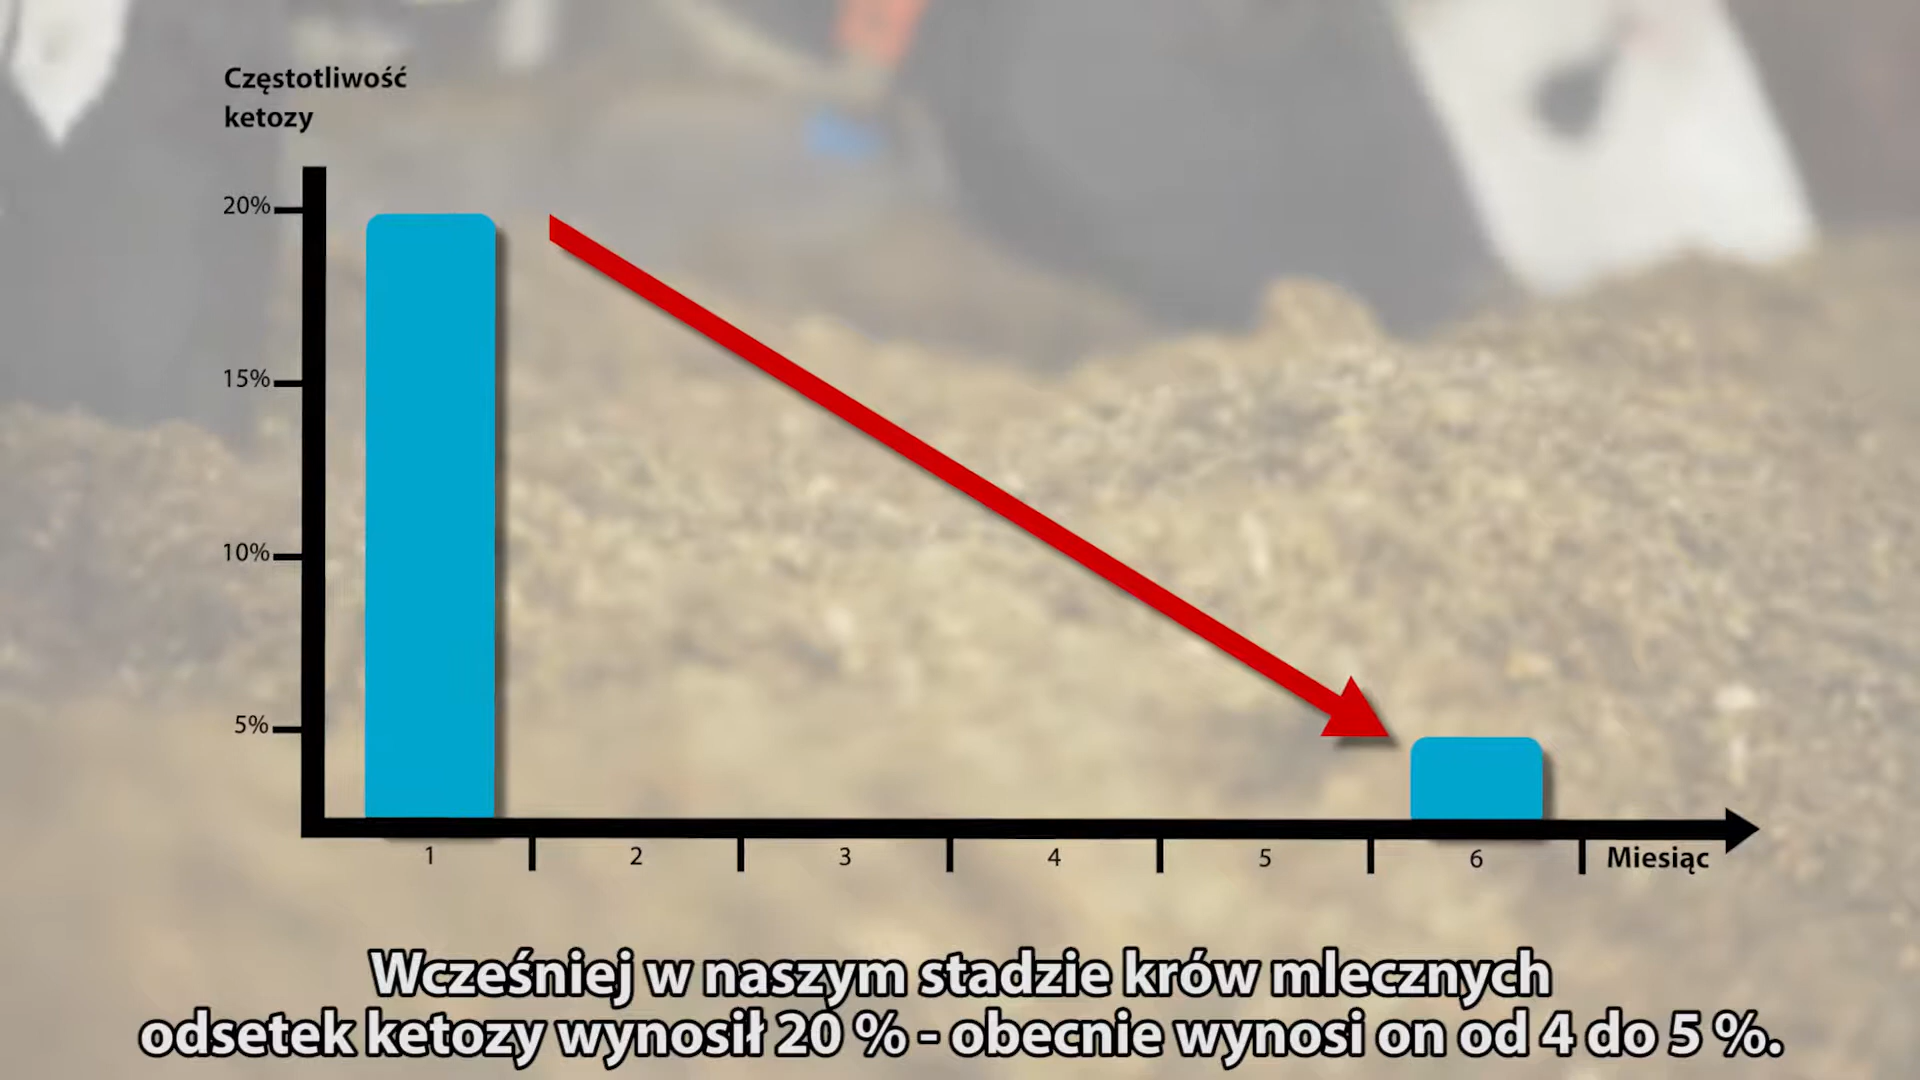 Częstotliwość
ketozy
20%
15%
10%
5%
1 2 3 4 5 6 Miesiąc
Wcześniej w naszym stadzie krów mlecznych
odsetek ketozy wynosił 20 % - obecnie wynosi on od 4 do 5 %.